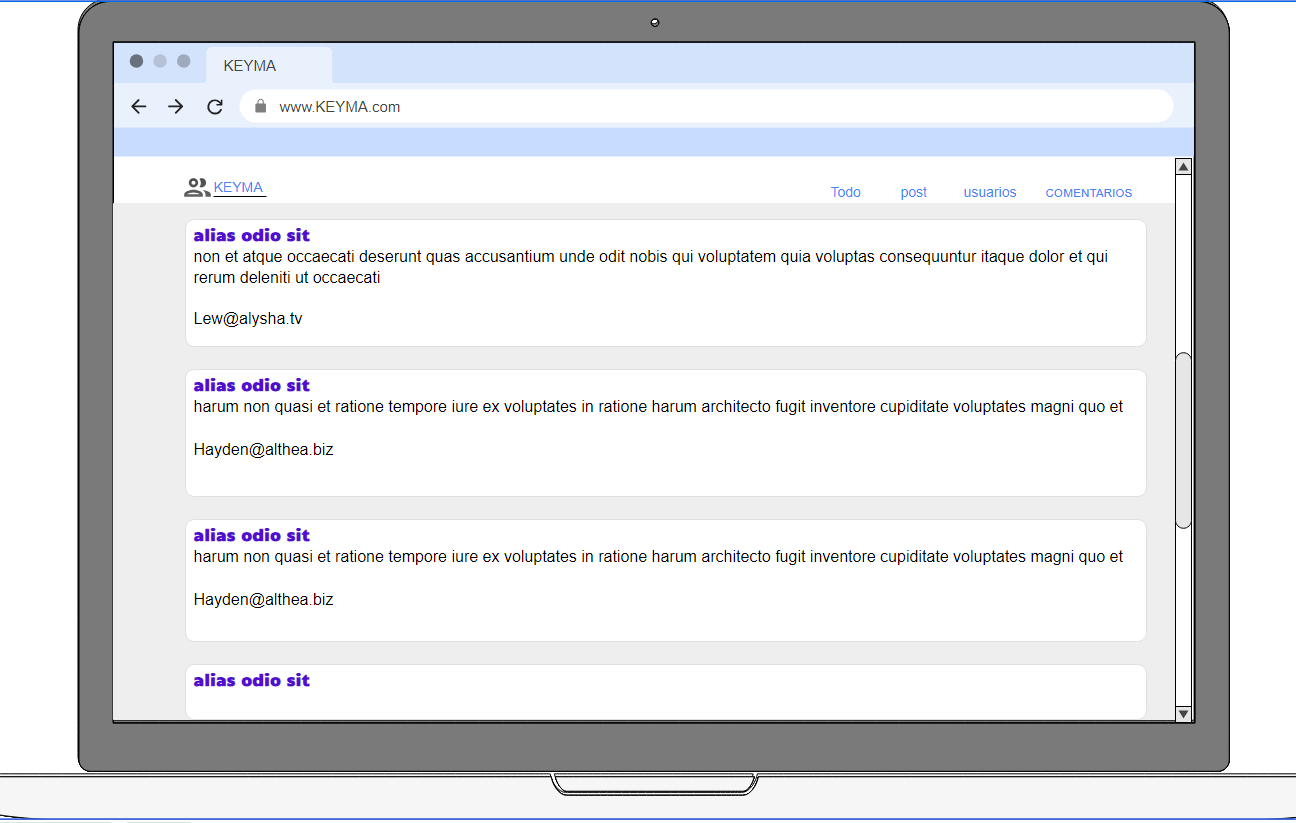 KEYMA
www.KEYMA.com
KEYMA
Todo post usuarios COMENTARIOS
alias odio sit
non et atque occaecati deserunt quas accusantium unde odit nobis qui voluptatem quia voluptas consequuntur itaque dolor et qui
rerum deleniti ut occaecati
Lew@alysha.tv
alias odio sit
harum non quasi et ratione tempore iure ex voluptates in ratione harum architecto fugit inventore cupiditate voluptates magni quo et
Hayden@althea.biz
alias odio sit
harum non quasi et ratione tempore iure ex voluptates in ratione harum architecto fugit inventore cupiditate voluptates magni quo et
Hayden@althea.biz
alias odio sit